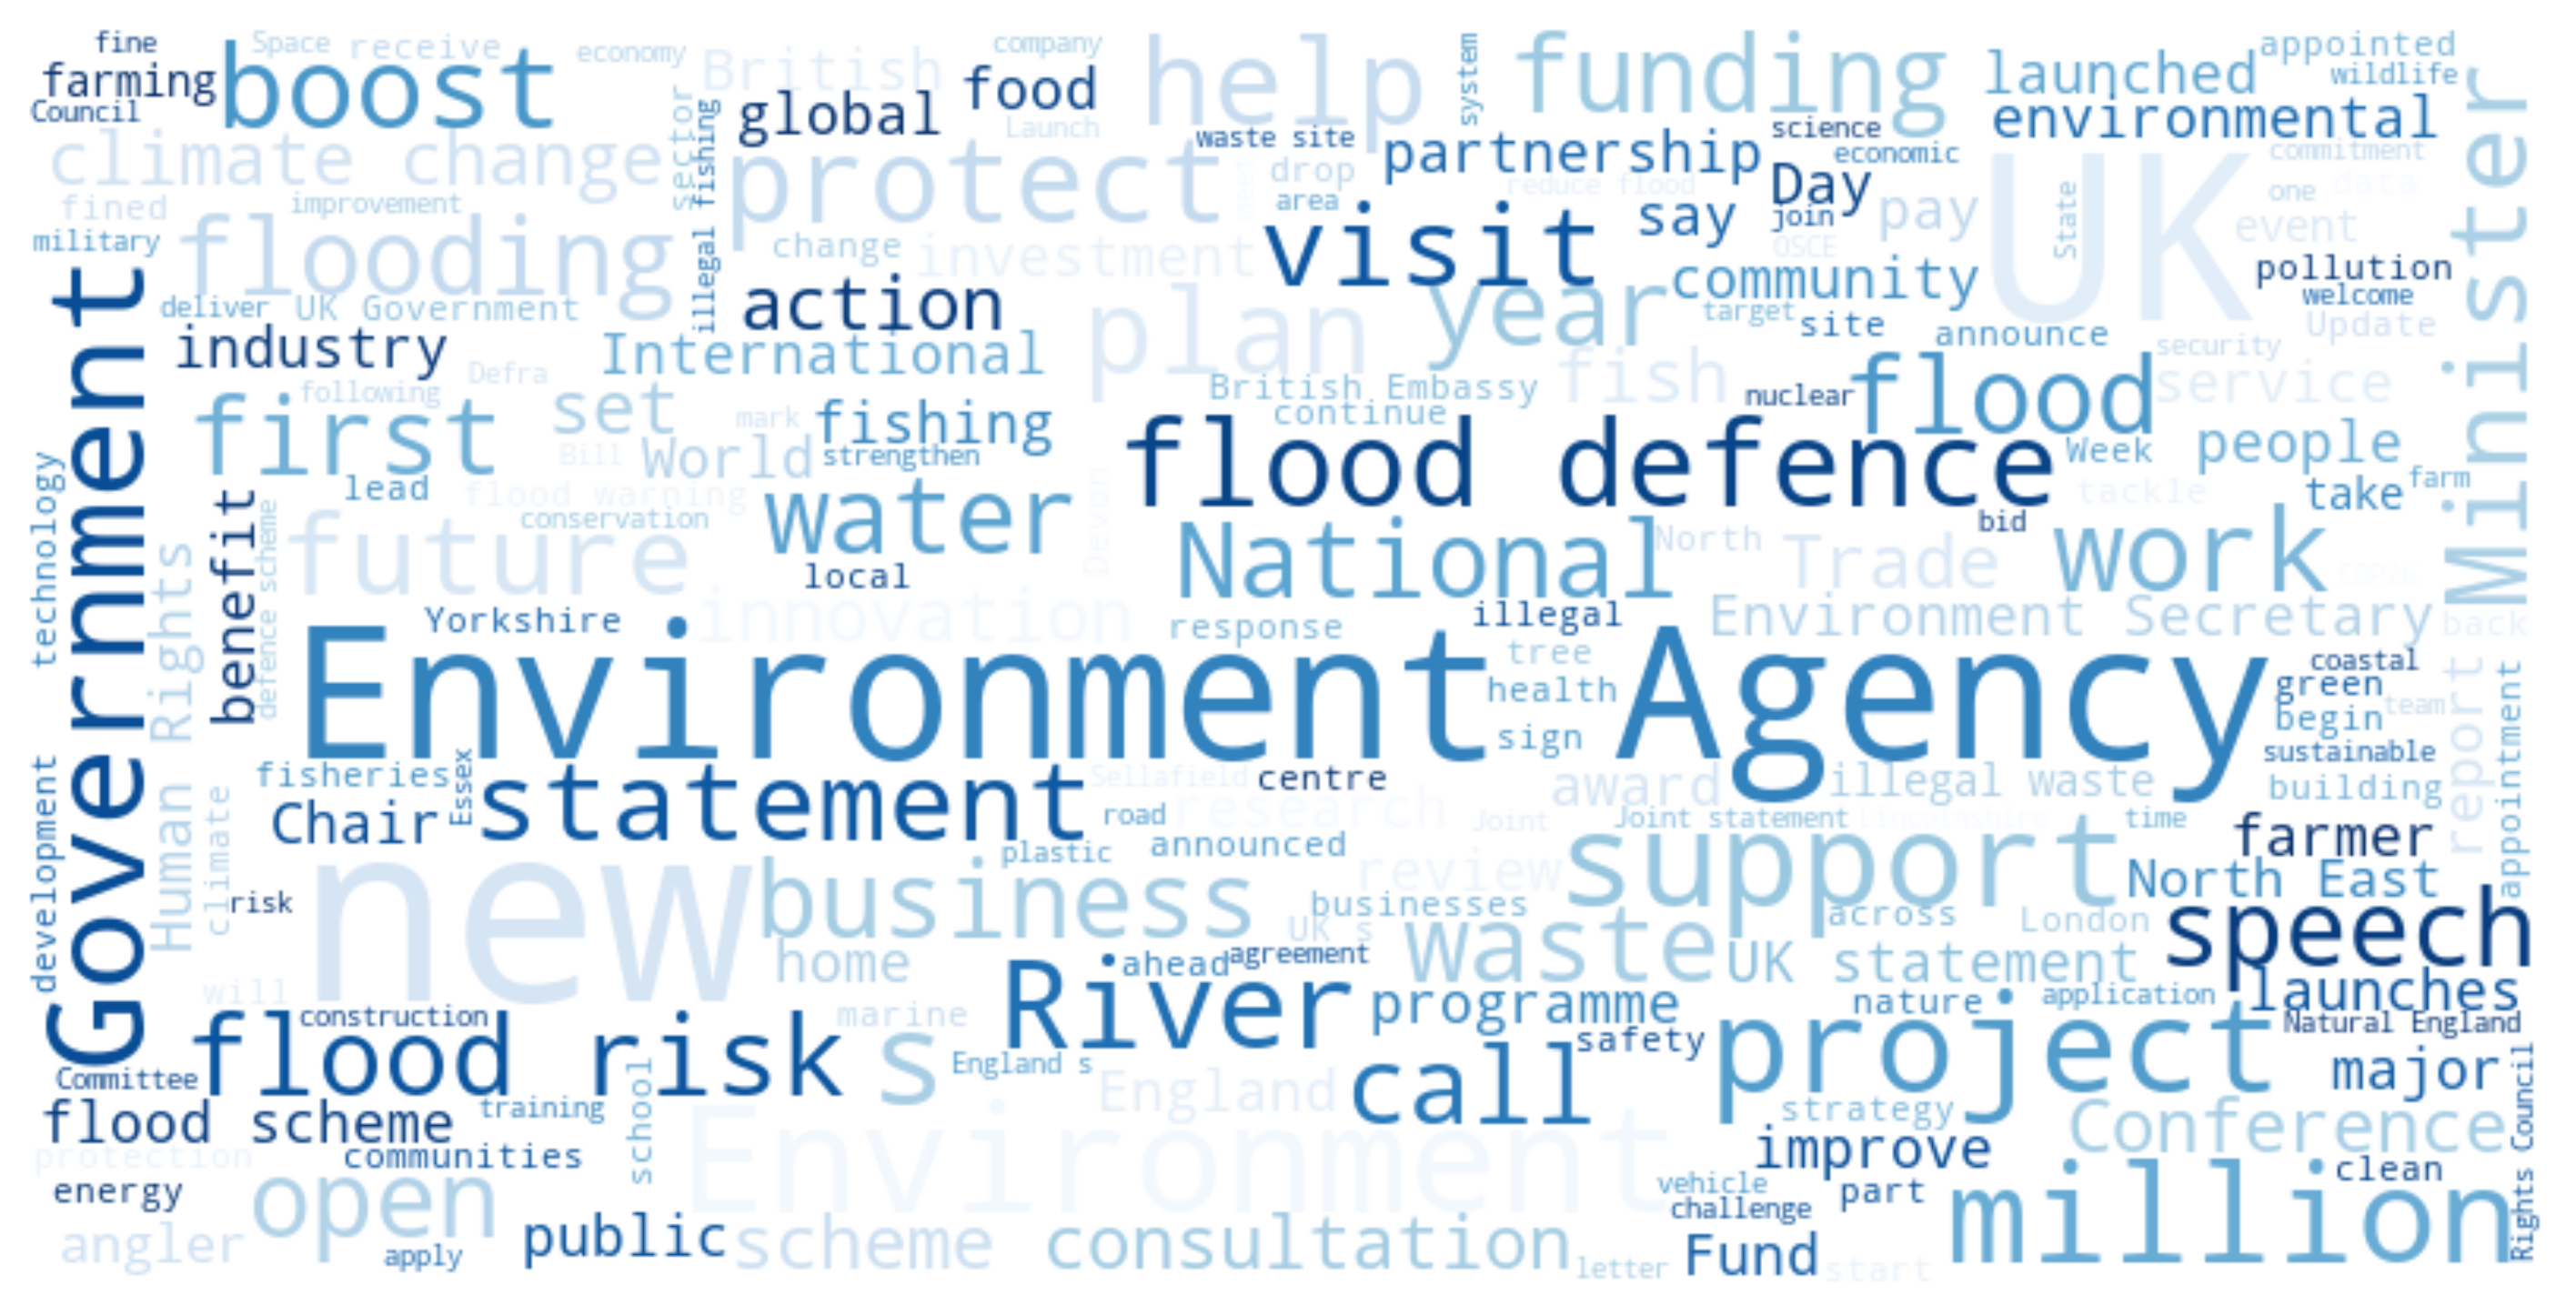 fine
Space
receive
economy
British
company
help
system
funding
launched
appointed
wildlife
farming
boost
Council
global
food
Launch
waste site
partnership
science
economic
environmental
climate change
sector
illegal fishing
protect
meet
drop
area
reduce flood
Day
join
UK
State
commitment
one
data
Minister
fined
improvement
military
flooding
change
investment
visit
say
pay
OSCE
event
community
pollution
welcome
deliver
UK Government
action
plan
year
target
site
announce
Update
industry
International
Defra
following
British Embassy
fish
nuclear
flood
security
service
first
set
mark
fishing
continue
Bill
World
strengthen
flood defence
Week
people
lead
flood warning
water
Devon
tackle
take
farm
Government
technology
benefit
defence scheme
conservation
future
local
National
North
bid
Trade
work
COP26
Human Rights
Yorkshire
innovation
response
illegal
Environment Secretary
back
Environment Agency
tree
health
sign
coastal
green
team
begin
sustainable
report
appointment
development
fisheries
Essex
statement
Sellafield
centre
award
illegal waste
building
Chair
road
research
Joint
Joint statement
Lincolnshire
time
farmer
climate
new
plastic
announced
review
support
North East
risk
business
businesses
across
London
speech
UK s
home
ahead
agreement
waste
UK statement
will
River
programme
nature
application
launches
construction
marine
Natural England
flood risk
s
England s
safety
project
major
Committee
school
England
call
flood scheme
training
strategy
Conference
Rights Council
protection
communities
Environment
improve
clean
energy
open
vehicle
challenge
part
million
angler
apply
public
scheme
consultation
letter
Fund
start